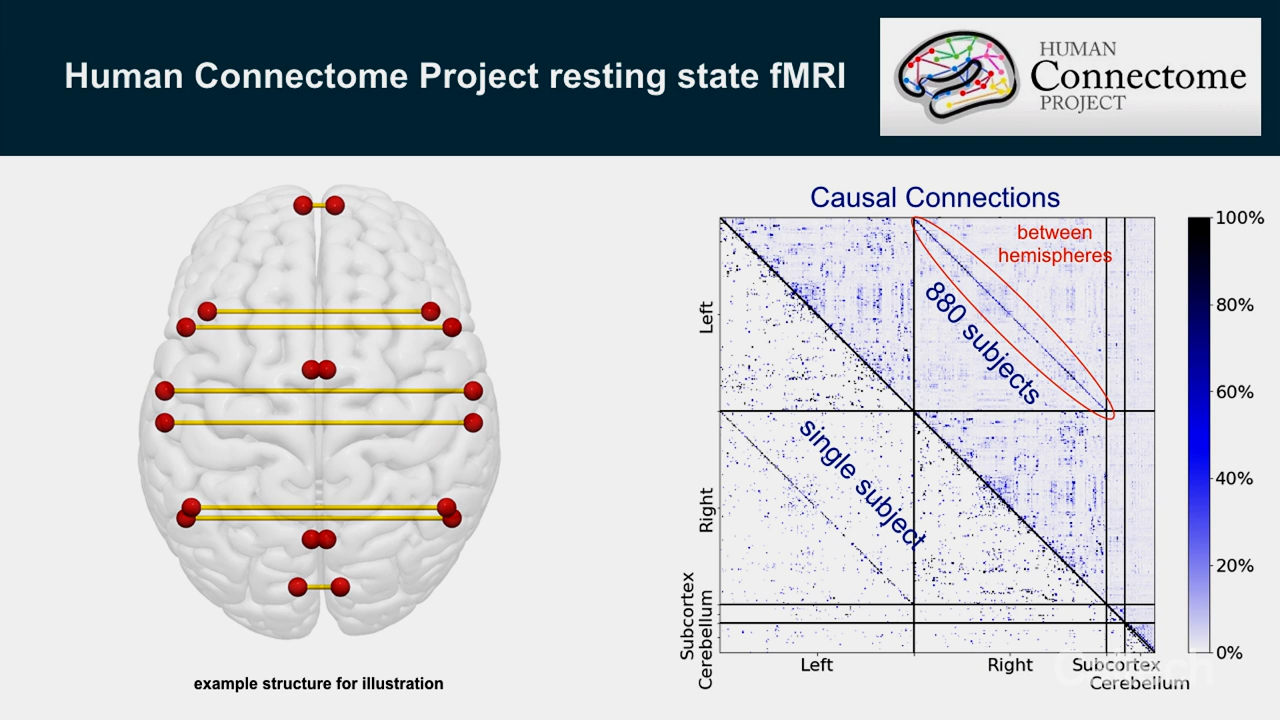 Human Connectome Project resting state fMRI
HUMAN
Connectome
PROJECT
Causal Connections
between
hemispheres
880 subjects
single subject
Left
Right
Subcortex
Cerebellum
Left
Right
Subcortex
Cerebellum
100%
80%
60%
40%
20%
0%
Caltech
example structure for illustration